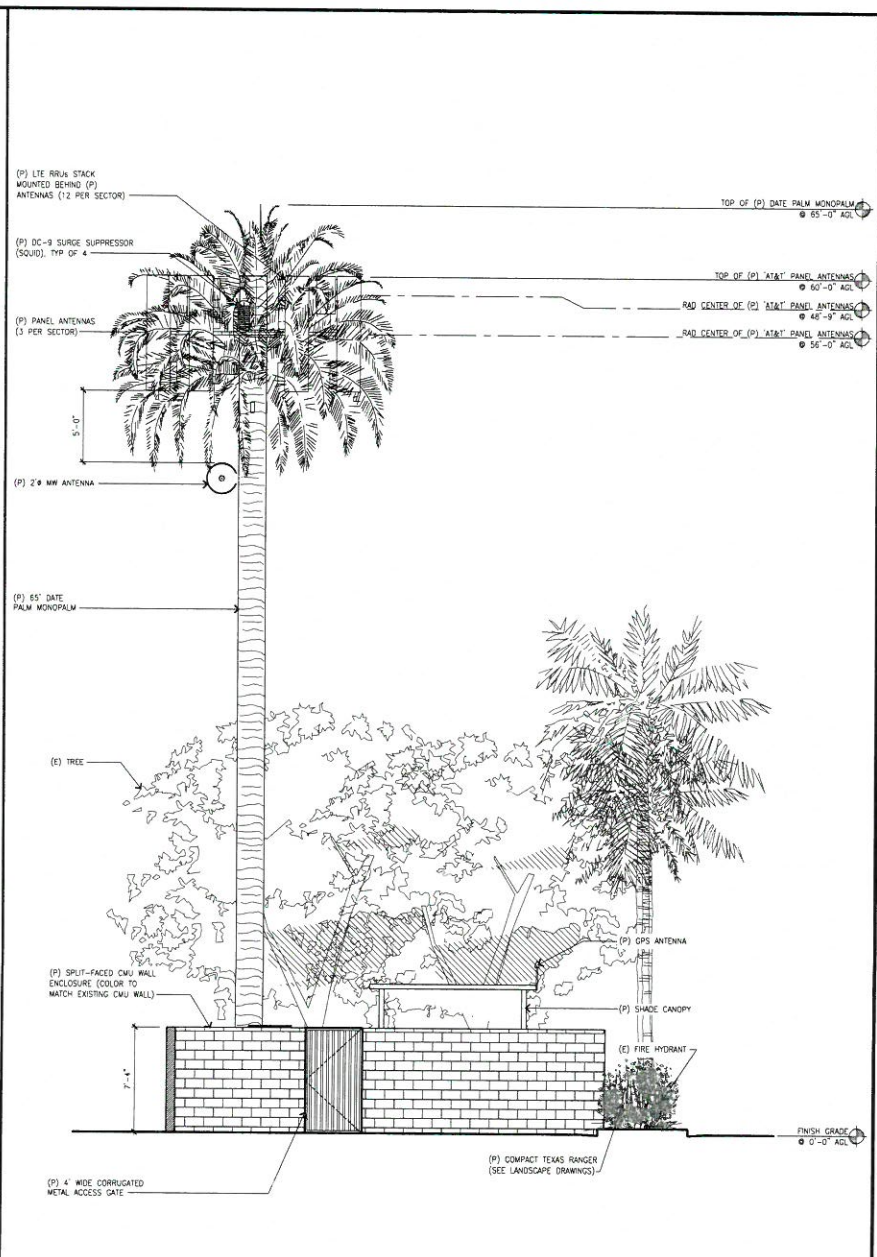 (P) LTE RRUs STACK
MOUNTED BEHIND (P)
ANTENNAS (12 PER SECTOR)
TOP OF (P) DATE PALM MONOPALM
@ 65'-0" AGL
(P) DC-9 SURGE SUPPRESSOR
(SQUID), TYP OF 4
TOP OF (P) 'AT&T' PANEL ANTENNAS
@ 60'-0" AGL
RAD CENTER OF (P) 'AT&T' PANEL ANTENNAS
@ 48'-9" AGL
(P) PANEL ANTENNAS
(3 PER SECTOR)
RAD CENTER OF (P) 'AT&T' PANEL ANTENNAS
@ 56'-0" AGL
5'-0"
(P) 2'ø MW ANTENNA
(P) 65' DATE
PALM MONOPALM
(E) TREE
(P) GPS ANTENNA
(P) SPLIT-FACED CMU WALL
ENCLOSURE (COLOR TO
MATCH EXISTING CMU WALL)
(P) SHADE CANOPY
(E) FIRE HYDRANT
7'-4"
FINISH GRADE
@ 0'-0" AGL
(P) COMPACT TEXAS RANGER
(SEE LANDSCAPE DRAWINGS)
(P) 4' WIDE CORRUGATED
METAL ACCESS GATE